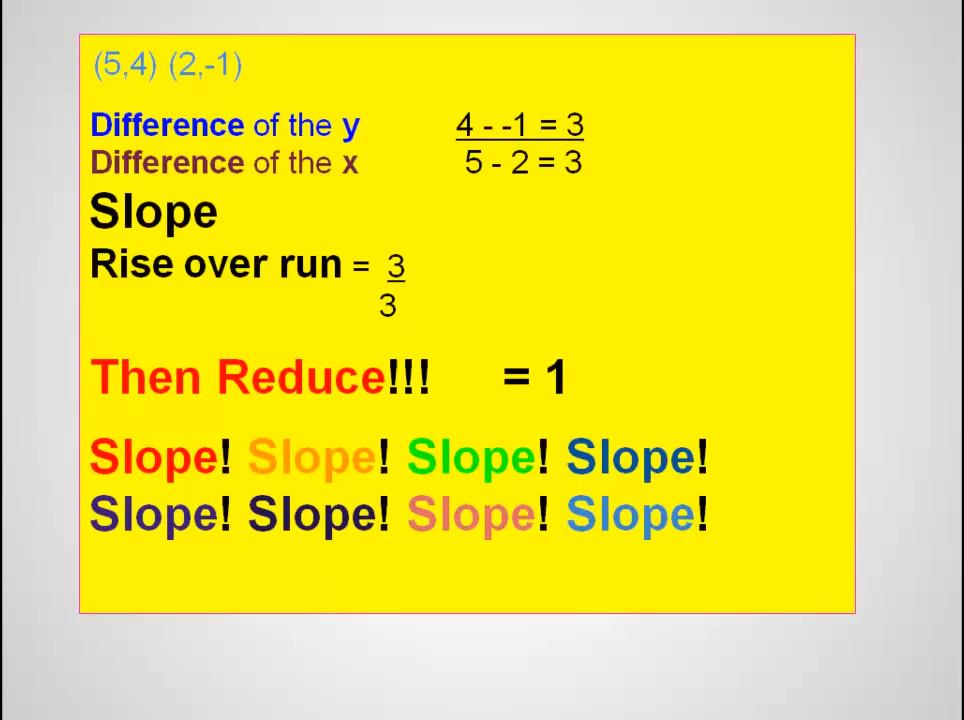 (5,4) (2,-1)
Difference of the y 4 - -1 = 3
Difference of the x 5 - 2 = 3
Slope
Rise over run = 3
3
Then Reduce!!! = 1
Slope! Slope! Slope! Slope!
Slope! Slope! Slope! Slope!